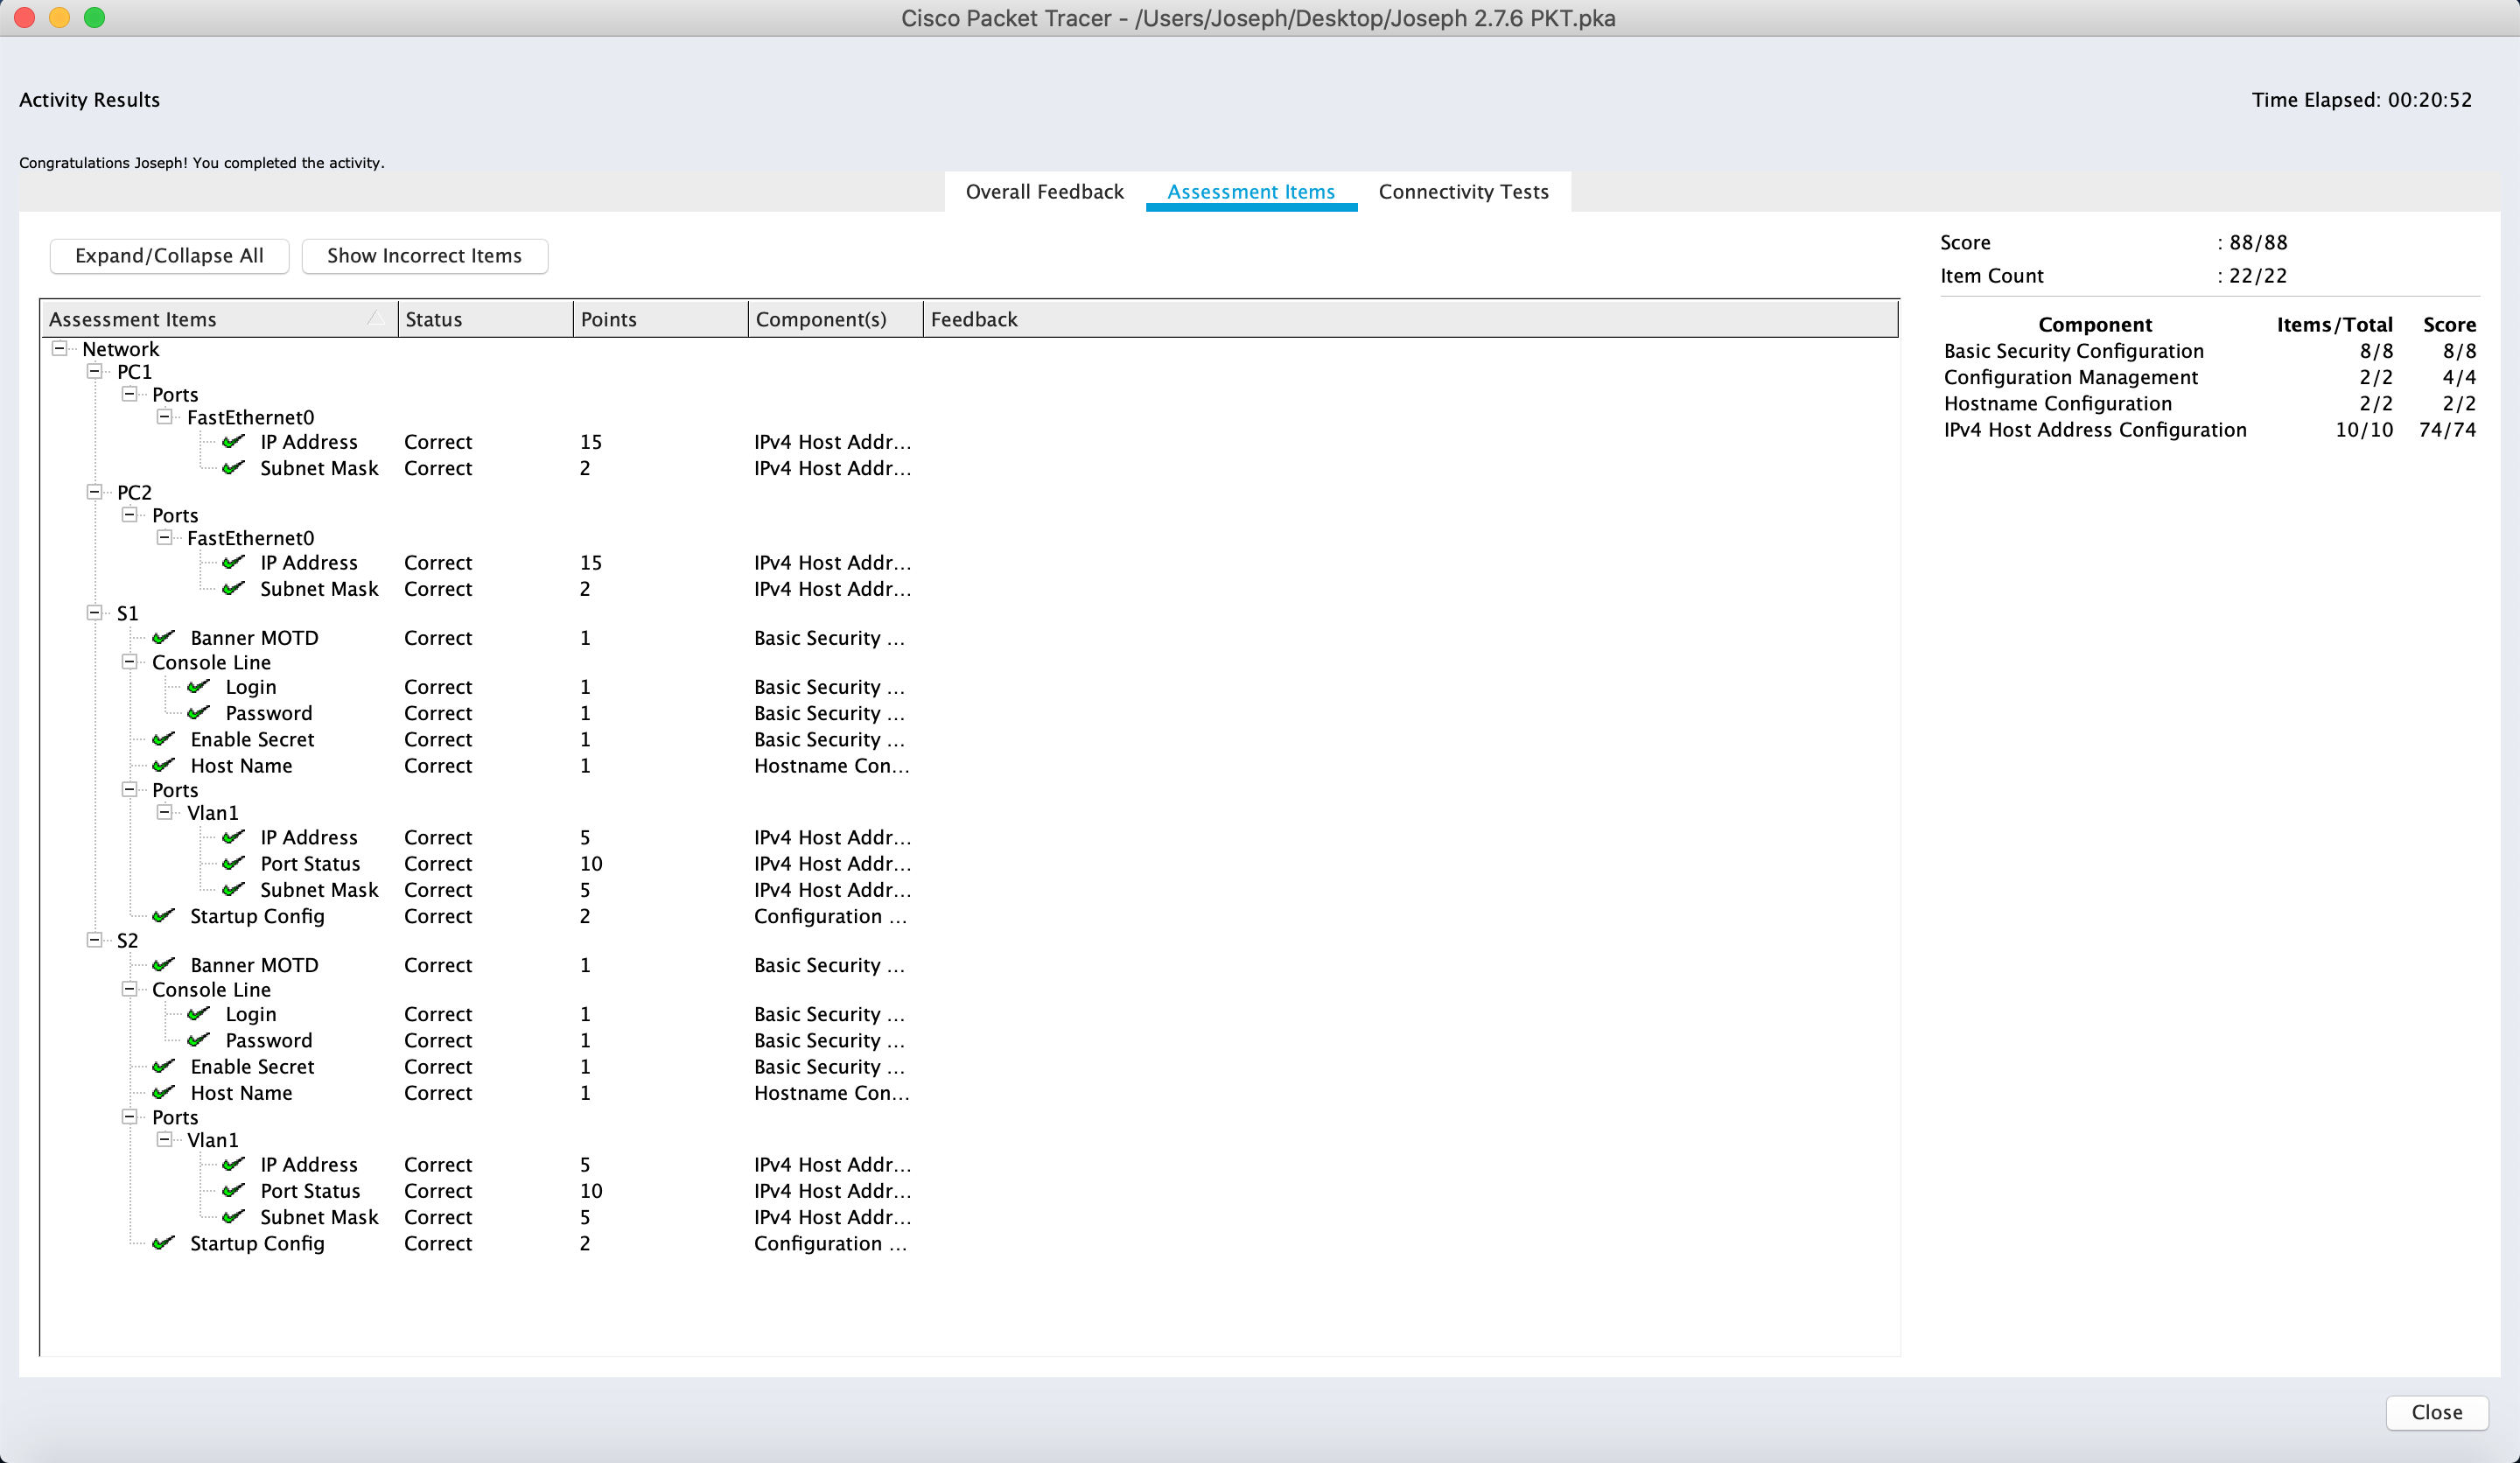 Cisco Packet Tracer - /Users/Joseph/Desktop/Joseph 2.7.6 PKT.pka
Activity Results
Time Elapsed: 00:20:52
Congratulations Joseph! You completed the activity.
Overall Feedback Assessment Items Connectivity Tests
Expand/Collapse All Show Incorrect Items
Assessment Items Status Points Component(s) Feedback
Network
PC1
Ports
FastEthernet0
IP Address Correct 15 IPv4 Host Addr...
Subnet Mask Correct 2 IPv4 Host Addr...
PC2
Ports
FastEthernet0
IP Address Correct 15 IPv4 Host Addr...
Subnet Mask Correct 2 IPv4 Host Addr...
S1
Banner MOTD Correct 1 Basic Security ...
Console Line
Login Correct 1 Basic Security ...
Password Correct 1 Basic Security ...
Enable Secret Correct 1 Basic Security ...
Host Name Correct 1 Hostname Con...
Ports
Vlan1
IP Address Correct 5 IPv4 Host Addr...
Port Status Correct 10 IPv4 Host Addr...
Subnet Mask Correct 5 IPv4 Host Addr...
Startup Config Correct 2 Configuration ...
S2
Banner MOTD Correct 1 Basic Security ...
Console Line
Login Correct 1 Basic Security ...
Password Correct 1 Basic Security ...
Enable Secret Correct 1 Basic Security ...
Host Name Correct 1 Hostname Con...
Ports
Vlan1
IP Address Correct 5 IPv4 Host Addr...
Port Status Correct 10 IPv4 Host Addr...
Subnet Mask Correct 5 IPv4 Host Addr...
Startup Config Correct 2 Configuration ...
Score : 88/88
Item Count : 22/22
Component Items/Total Score
Basic Security Configuration 8/8 8/8
Configuration Management 2/2 4/4
Hostname Configuration 2/2 2/2
IPv4 Host Address Configuration 10/10 74/74
Close